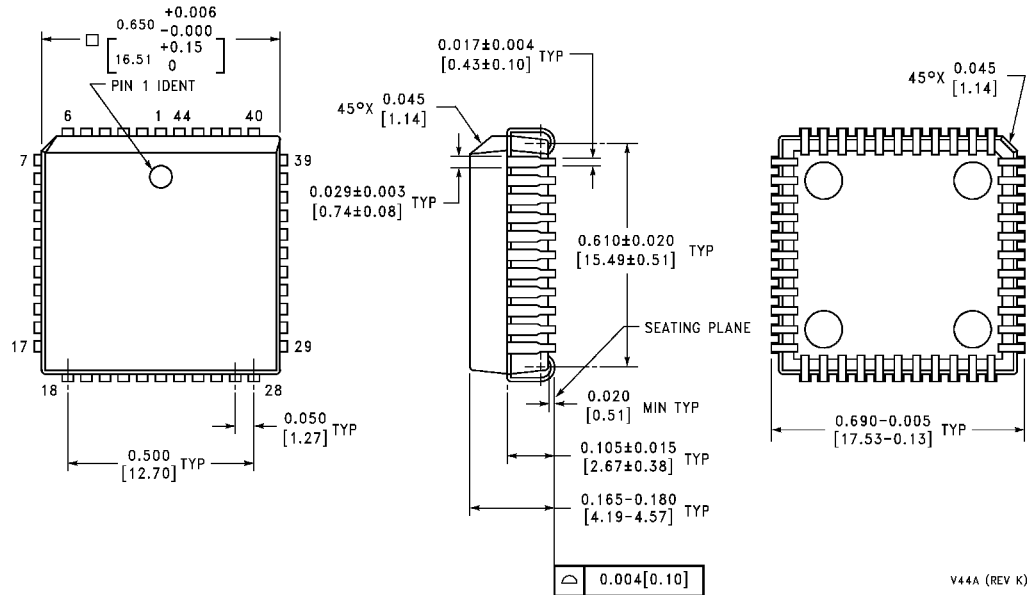 0.650 +0.006
-0.000
16.51 +0.15
0
PIN 1 IDENT
6 1 44 40
7 39
17 29
18 28
0.050
[1.27] TYP
0.500
[12.70] TYP
0.017±0.004
[0.43±0.10] TYP
45°X 0.045
[1.14]
0.029±0.003
[0.74±0.08] TYP
0.610±0.020
[15.49±0.51] TYP
SEATING PLANE
0.020
[0.51] MIN TYP
0.105±0.015
[2.67±0.38] TYP
0.165-0.180
[4.19-4.57] TYP
0.004[0.10]
45°X 0.045
[1.14]
0.690-0.005
[17.53-0.13] TYP
V44A (REV K)